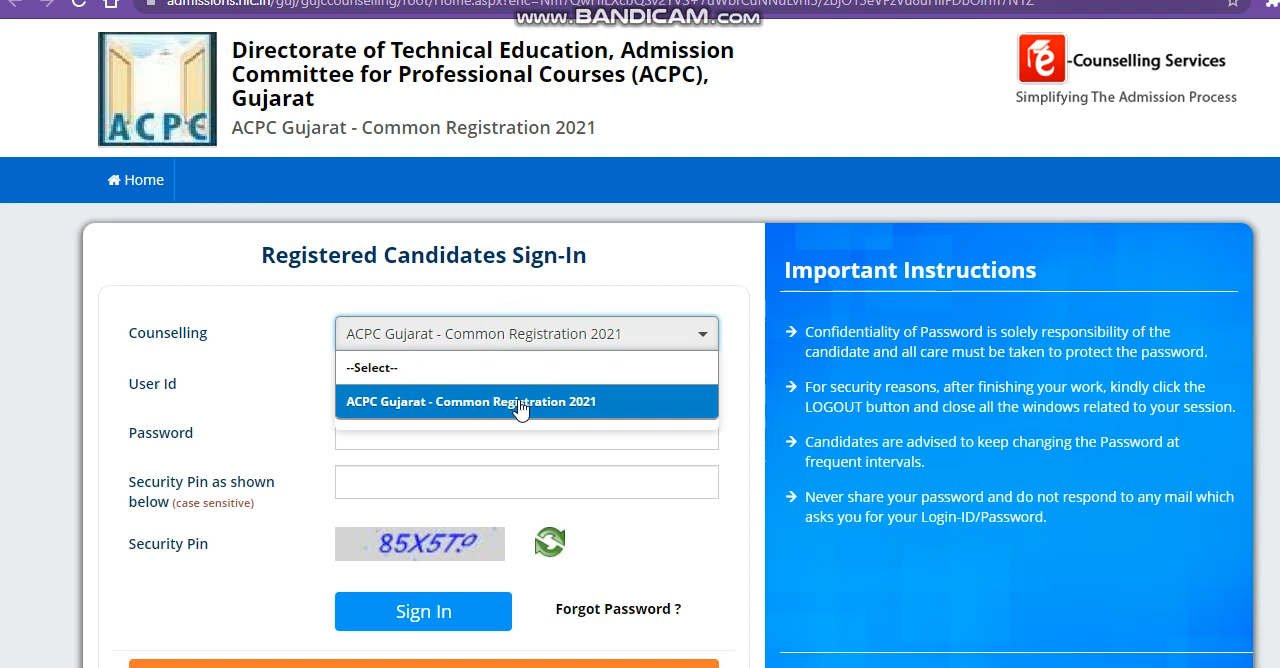 www.BANDICAM.com
Directorate of Technical Education, Admission
Committee for Professional Courses (ACPC),
Gujarat
ACPC Gujarat - Common Registration 2021
ACPC
e-Counselling Services
Simplifying The Admission Process
Home
Registered Candidates Sign-In
Counselling
ACPC Gujarat - Common Registration 2021
--Select--
ACPC Gujarat - Common Registration 2021
User Id
Password
Security Pin as shown
below (case sensitive)
Security Pin
Sign In
Forgot Password ?
Important Instructions
Confidentiality of Password is solely responsibility of the
candidate and all care must be taken to protect the password.
For security reasons, after finishing your work, kindly click the
LOGOUT button and close all the windows related to your session.
Candidates are advised to keep changing the Password at
frequent intervals.
Never share your password and do not respond to any mail which
asks you for your Login-ID/Password.